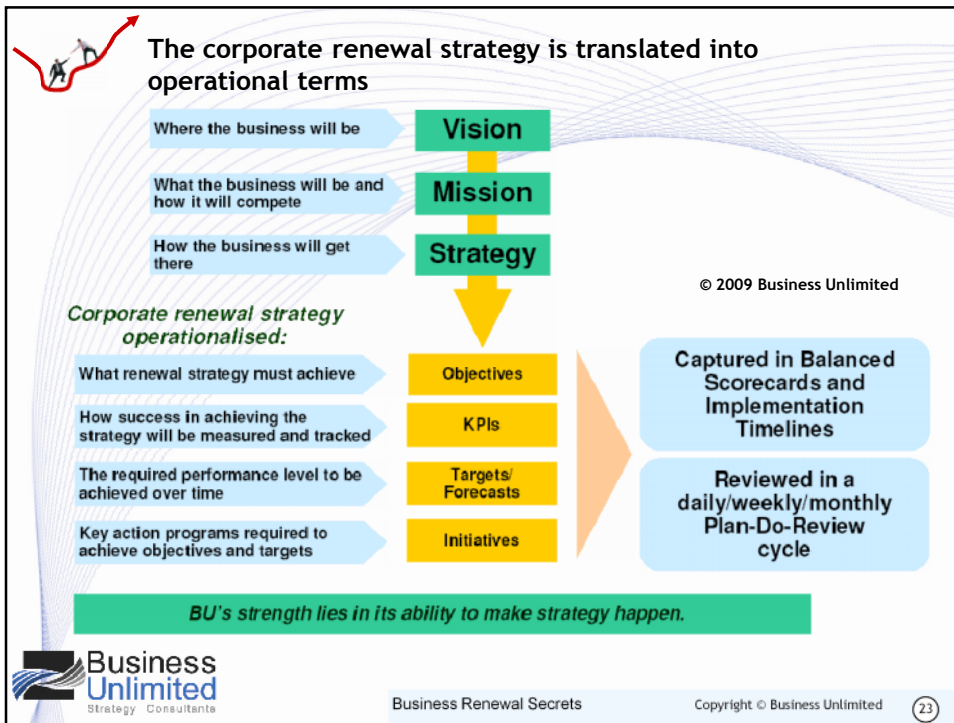 The corporate renewal strategy is translated into
operational terms
Where the business will be
Vision
What the business will be and
how it will compete
Mission
How the business will get
there
Strategy
© 2009 Business Unlimited
Corporate renewal strategy
operationalised:
What renewal strategy must achieve
Objectives
How success in achieving the
strategy will be measured and tracked
KPIs
The required performance level to be
achieved over time
Targets/
Forecasts
Key action programs required to
achieve objectives and targets
Initiatives
Captured in Balanced
Scorecards and
Implementation
Timelines
Reviewed in a
daily/weekly/monthly
Plan-Do-Review
cycle
BU's strength lies in its ability to make strategy happen.
Business
Unlimited
Strategy Consultants
Business Renewal Secrets
Copyright © Business Unlimited
23